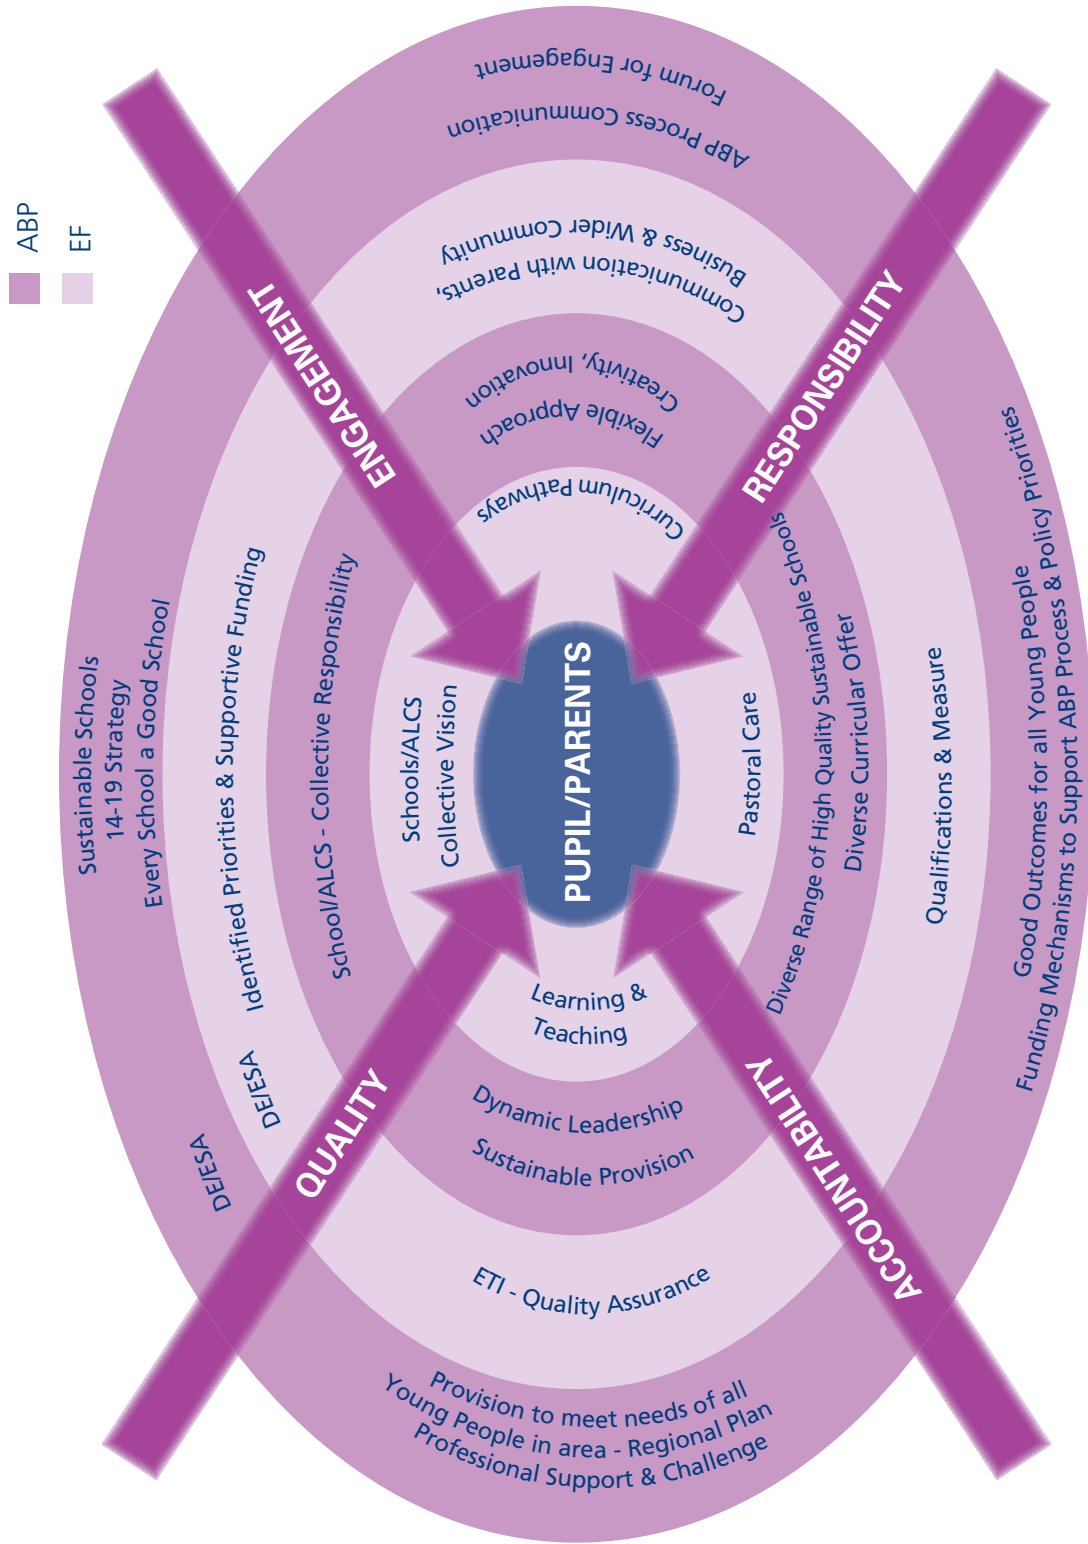 ABP
EF
Sustainable Schools
14-19 Strategy
Every School a Good School
DE/ESA
Identified Priorities & Supportive Funding
DE/ESA
School/ALCS - Collective Responsibility
Schools/ALCS
Collective Vision
QUALITY
ENGAGEMENT
Provision to meet needs of all
Young People in area - Regional Plan
Professional Support & Challenge
ETI - Quality Assurance
Dynamic Leadership
Sustainable Provision
Learning &
Teaching
PUPIL/PARENTS
Curriculum Pathways
Flexible Approach
Creativity, Innovation
Communication with Parents,
Business & Wider Community
ABP Process Communication
Forum for Engagement
ACCOUNTABILITY
RESPONSIBILITY
Pastoral Care
Diverse Range of High Quality Sustainable Schools
Diverse Curricular Offer
Qualifications & Measure
Good Outcomes for all Young People
Funding Mechanisms to Support ABP Process & Policy Priorities